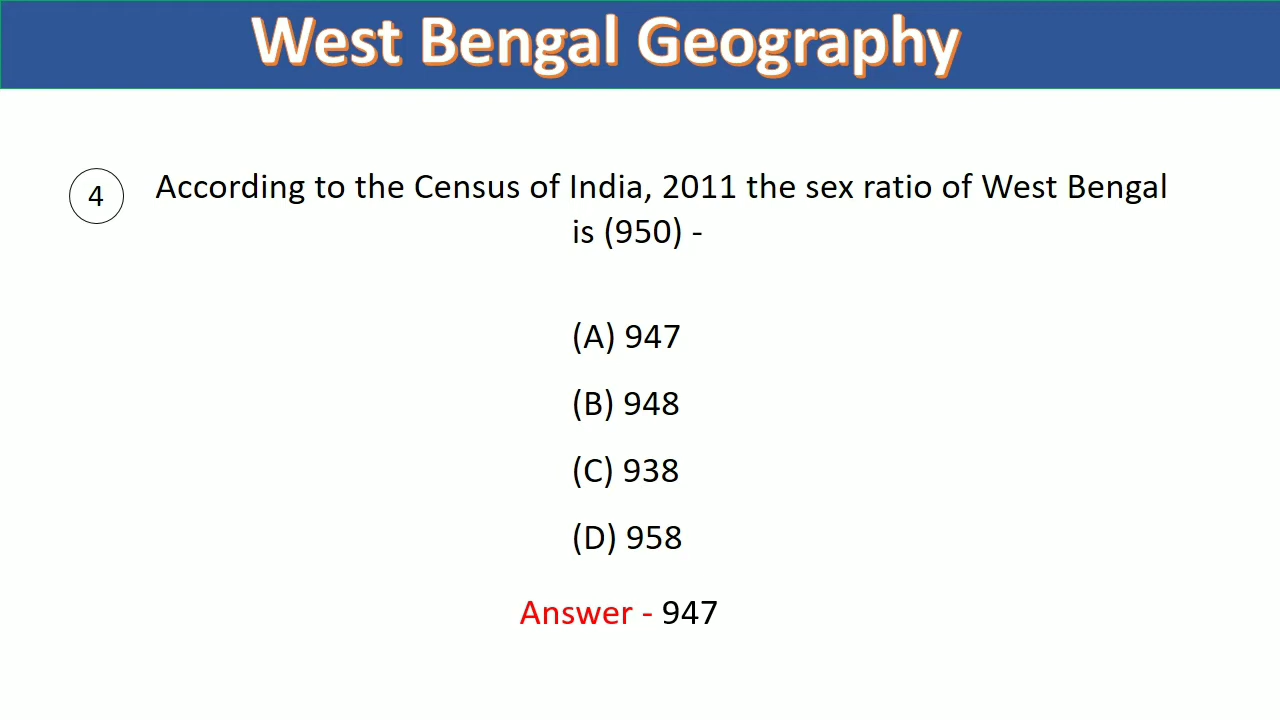 West Bengal Geography
4 According to the Census of India, 2011 the sex ratio of West Bengal
is (950) -
(A) 947
(B) 948
(C) 938
(D) 958
Answer - 947